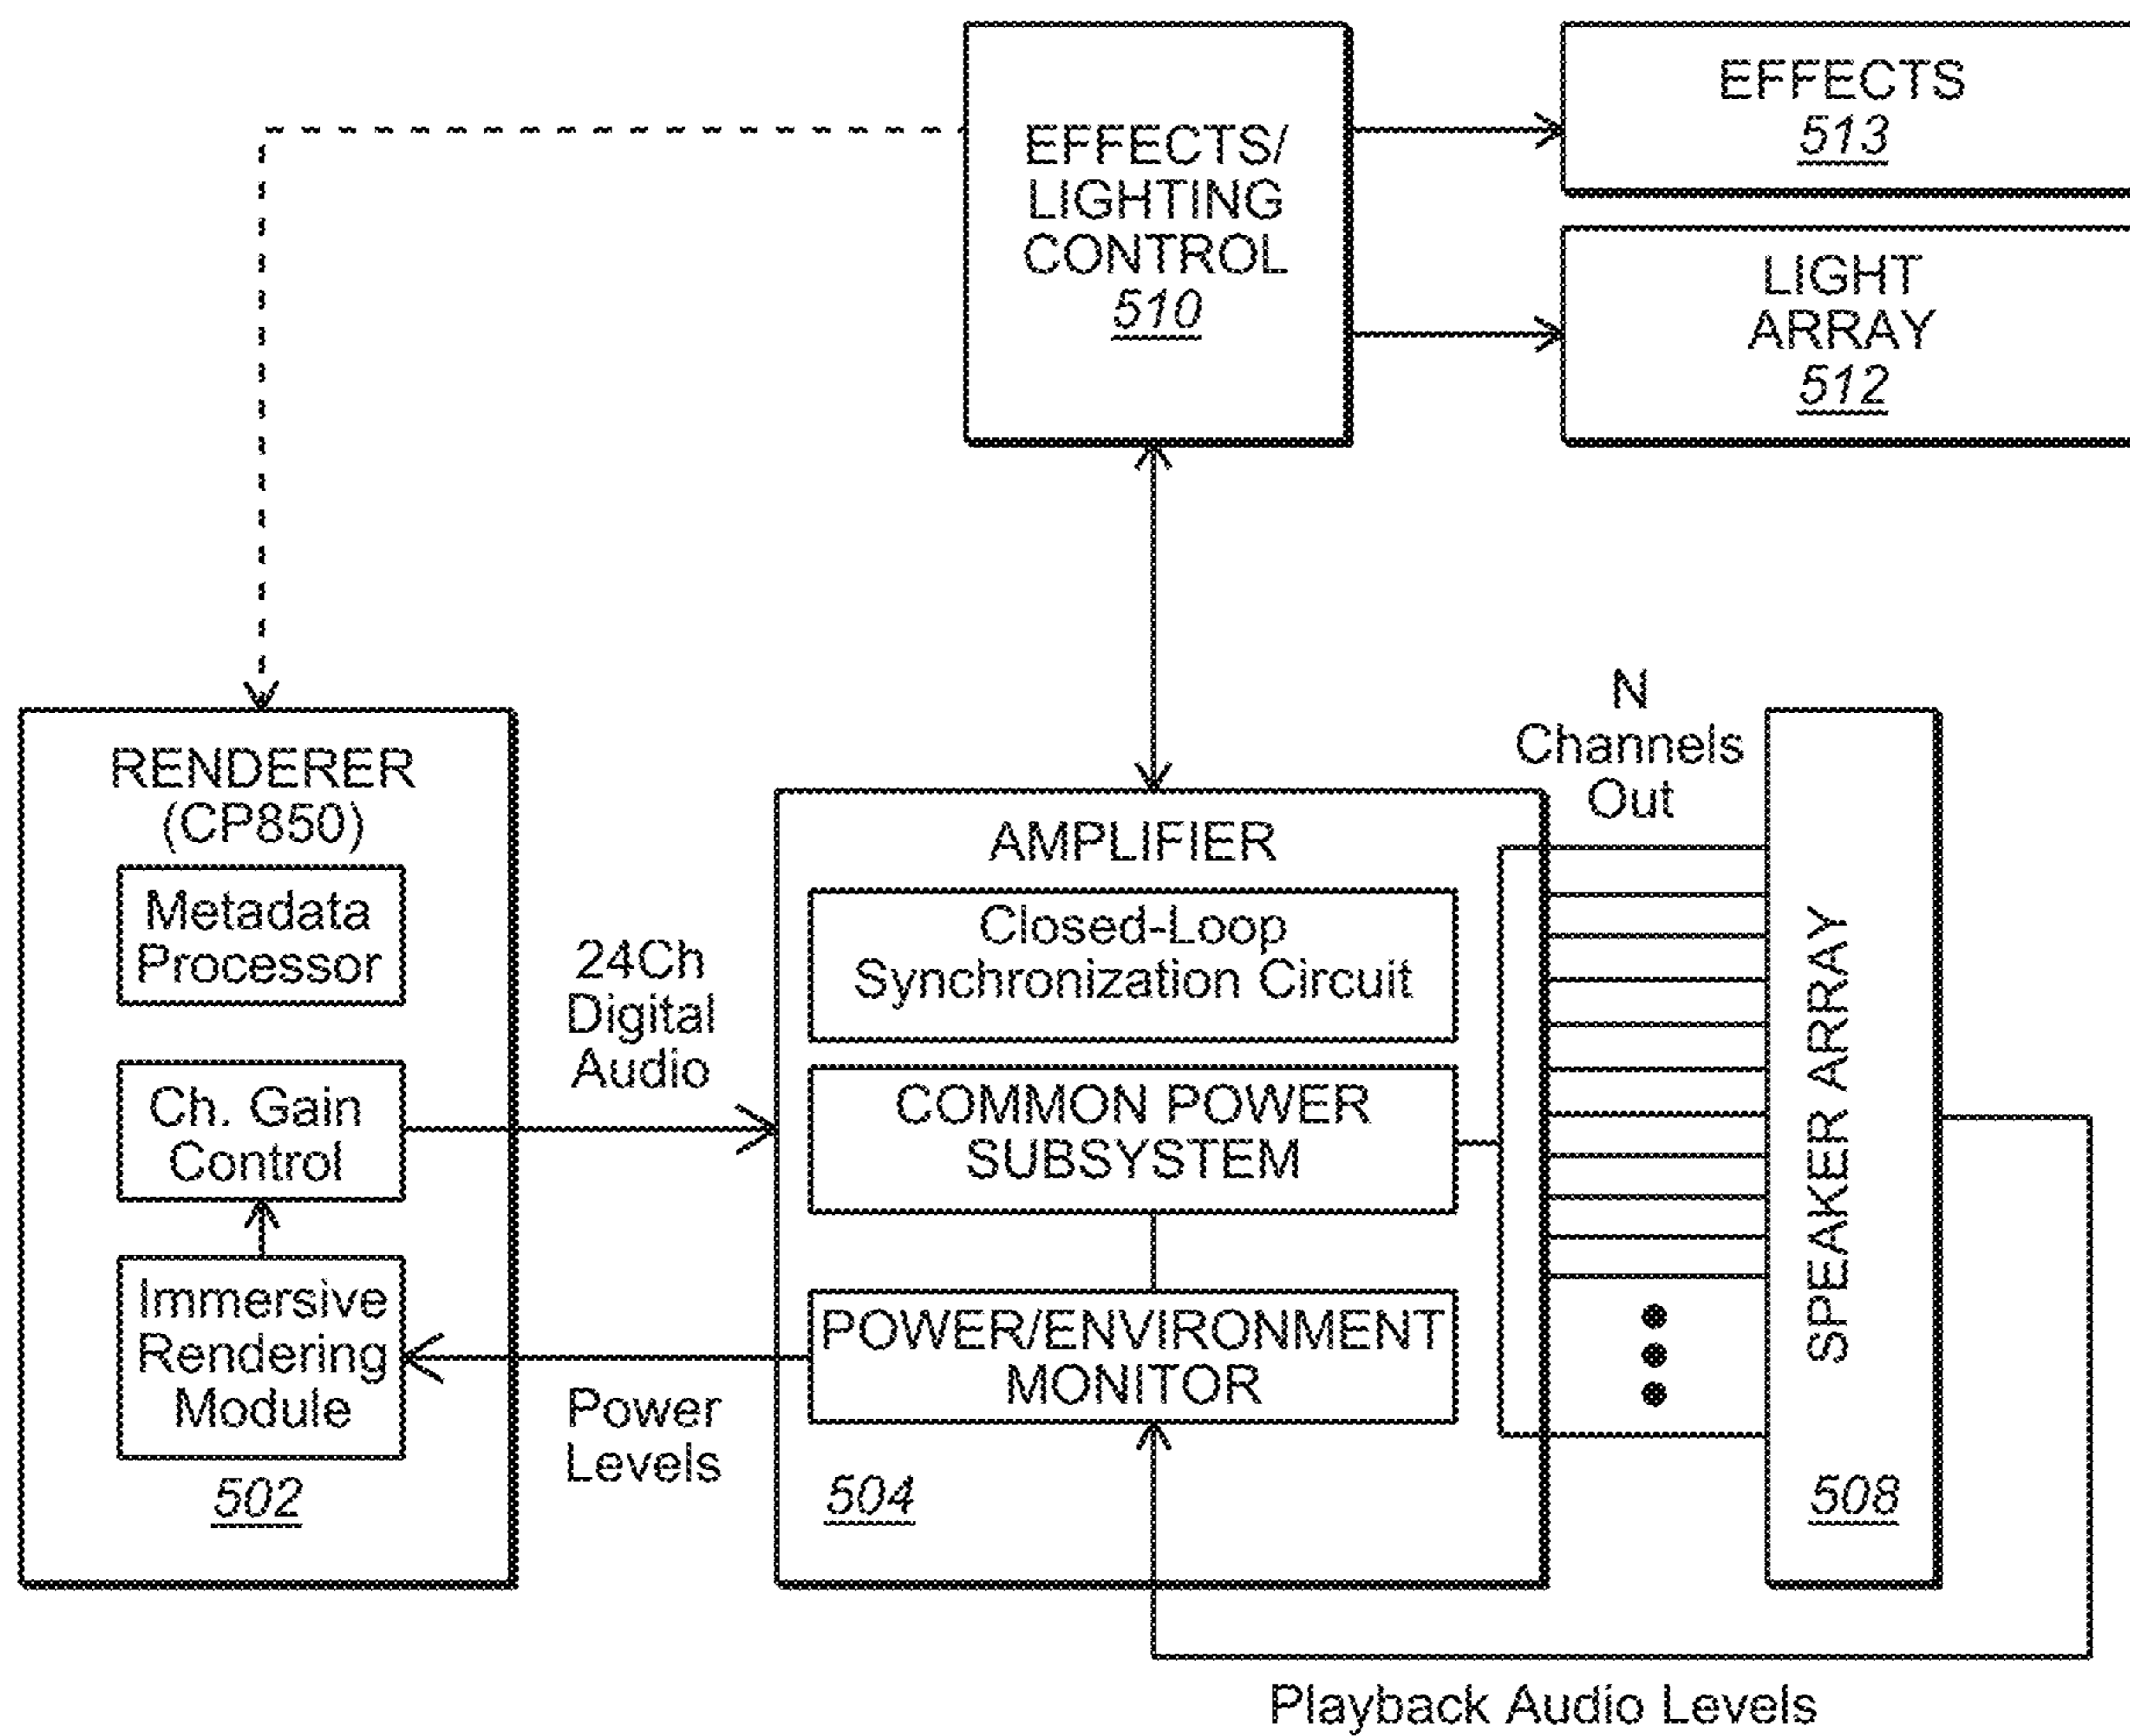 EFFECTS/
LIGHTING
CONTROL
510
EFFECTS
513
LIGHT
ARRAY
512
RENDERER
(CP850)
Metadata
Processor
Ch. Gain
Control
Immersive
Rendering
Module
502
24Ch
Digital
Audio
Power
Levels
AMPLIFIER
Closed-Loop
Synchronization Circuit
COMMON POWER
SUBSYSTEM
POWER/ENVIRONMENT
MONITOR
504
N
Channels
Out
SPEAKER ARRAY
508
Playback Audio Levels